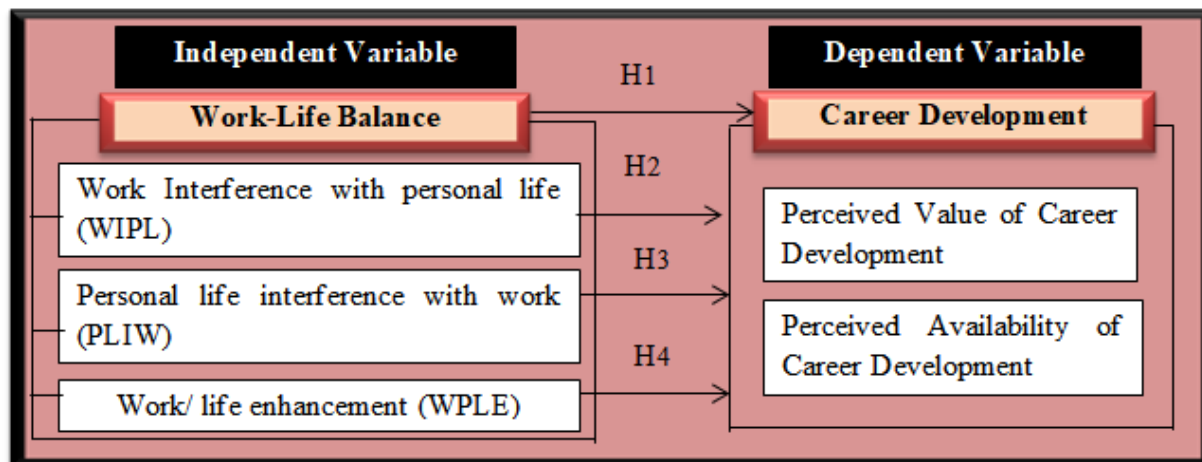 Independent Variable
Dependent Variable
H1
Work-Life Balance
Career Development
H2
Work Interference with personal life
(WIPL)
Perceived Value of Career
Development
H3
Personal life interference with work
(PLIW)
Perceived Availability of
Career Development
H4
Work/ life enhancement (WPLE)